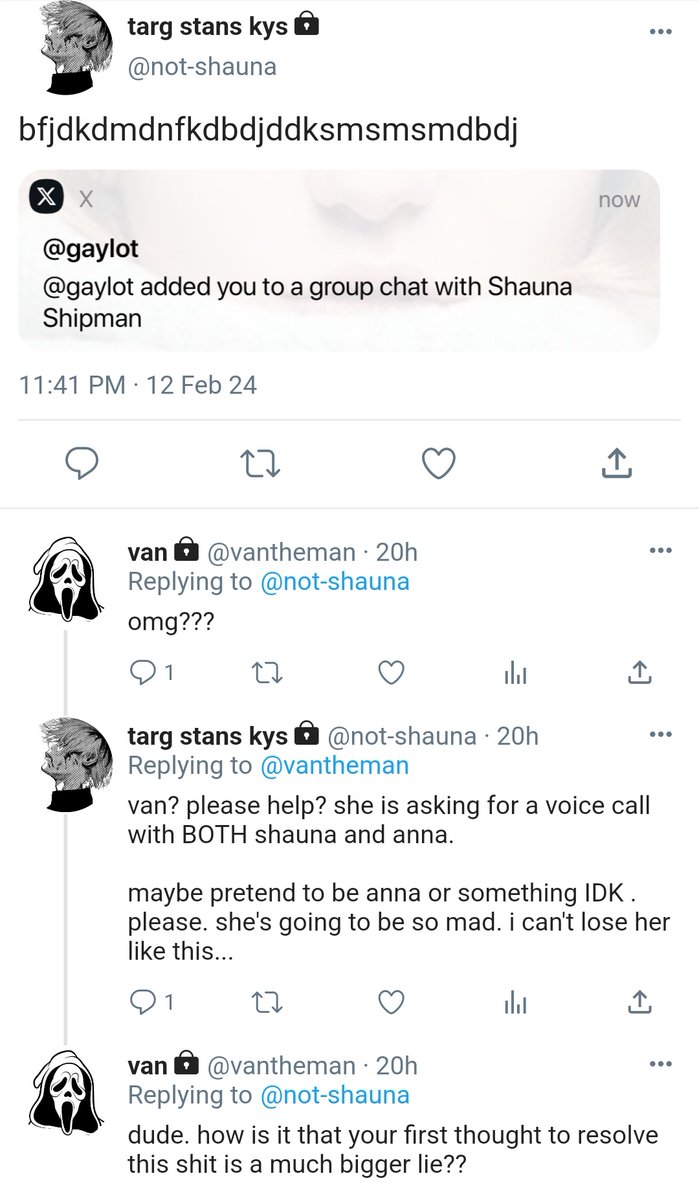 targ stans kys
@not-shauna
bfjdkdmdnfkdbdjddksmsmsmdbdj
X now
@gaylot
@gaylot added you to a group chat with Shauna
Shipman
11:41 PM · 12 Feb 24
van @vantheman · 20h
Replying to @not-shauna
omg???
1
targ stans kys @not-shauna · 20h
Replying to @vantheman
van? please help? she is asking for a voice call
with BOTH shauna and anna.
maybe pretend to be anna or something IDK .
please. she's going to be so mad. i can't lose her
like this...
1
van @vantheman · 20h
Replying to @not-shauna
dude. how is it that your first thought to resolve
this shit is a much bigger lie??